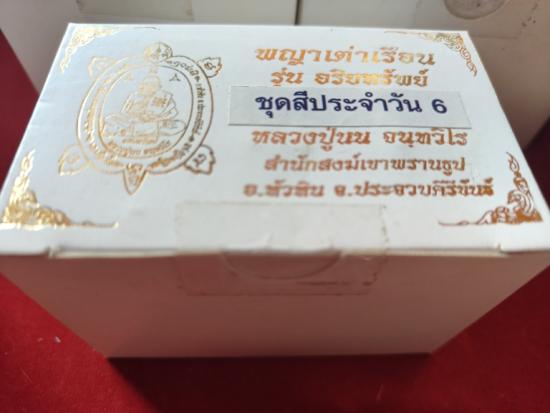 พญาเต่าเรือน
รุ่น อริยทรัพย์
ชุดสีประจำวัน 6
หลวงปู่นน จนฺทวิโร
สำนักสงฆ์เขาพรานธูป
อ.หัวหิน จ.ประจวบคีรีขันธ์